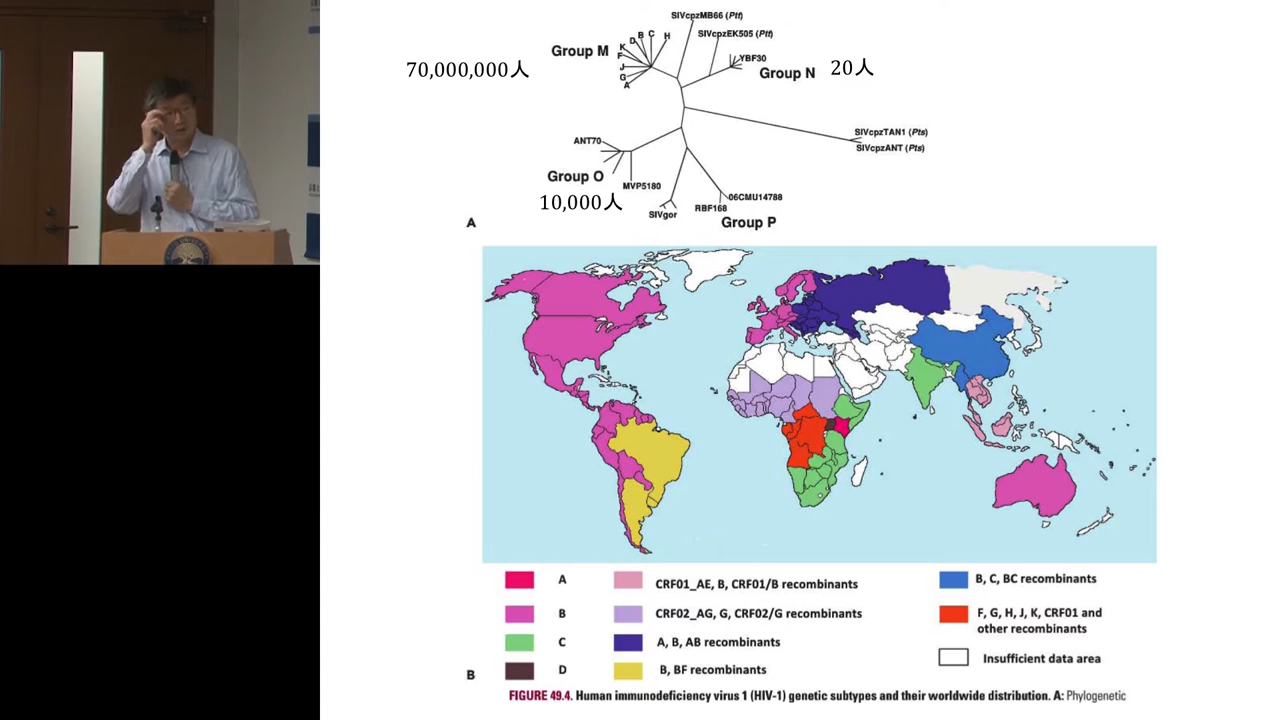 SIVcpzMB66 (Ptt)
SIVcpzEK505 (Ptt)
B
C
H
D
K
F
J
G
A
Group M
70,000,000人
YBF30
Group N
20人
SIVcpzTAN1 (Pts)
SIVcpzANT (Pts)
ANT70
Group O
MVP5180
10,000人
06CMU14788
RBF168
SIVgor
Group P
A
A
CRF01_AE, B, CRF01/B recombinants
B, C, BC recombinants
B
CRF02_AG, G, CRF02/G recombinants
F, G, H, J, K, CRF01 and
other recombinants
C
A, B, AB recombinants
Insufficient data area
D
B, BF recombinants
B
FIGURE 49.4. Human immunodeficiency virus 1 (HIV-1) genetic subtypes and their worldwide distribution. A: Phylogenetic